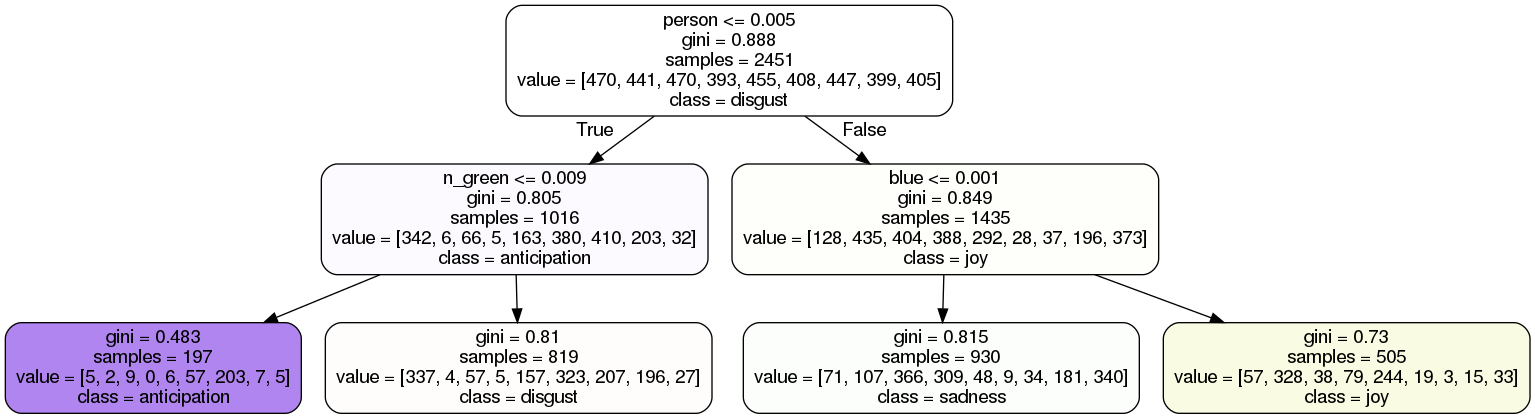 person <= 0.005
gini = 0.888
samples = 2451
value = [470, 441, 470, 393, 455, 408, 447, 399, 405]
class = disgust
True
False
n_green <= 0.009
gini = 0.805
samples = 1016
value = [342, 6, 66, 5, 163, 380, 410, 203, 32]
class = anticipation
blue <= 0.001
gini = 0.849
samples = 1435
value = [128, 435, 404, 388, 292, 28, 37, 196, 373]
class = joy
gini = 0.483
samples = 197
value = [5, 2, 9, 0, 6, 57, 203, 7, 5]
class = anticipation
gini = 0.81
samples = 819
value = [337, 4, 57, 5, 157, 323, 207, 196, 27]
class = disgust
gini = 0.815
samples = 930
value = [71, 107, 366, 309, 48, 9, 34, 181, 340]
class = sadness
gini = 0.73
samples = 505
value = [57, 328, 38, 79, 244, 19, 3, 15, 33]
class = joy